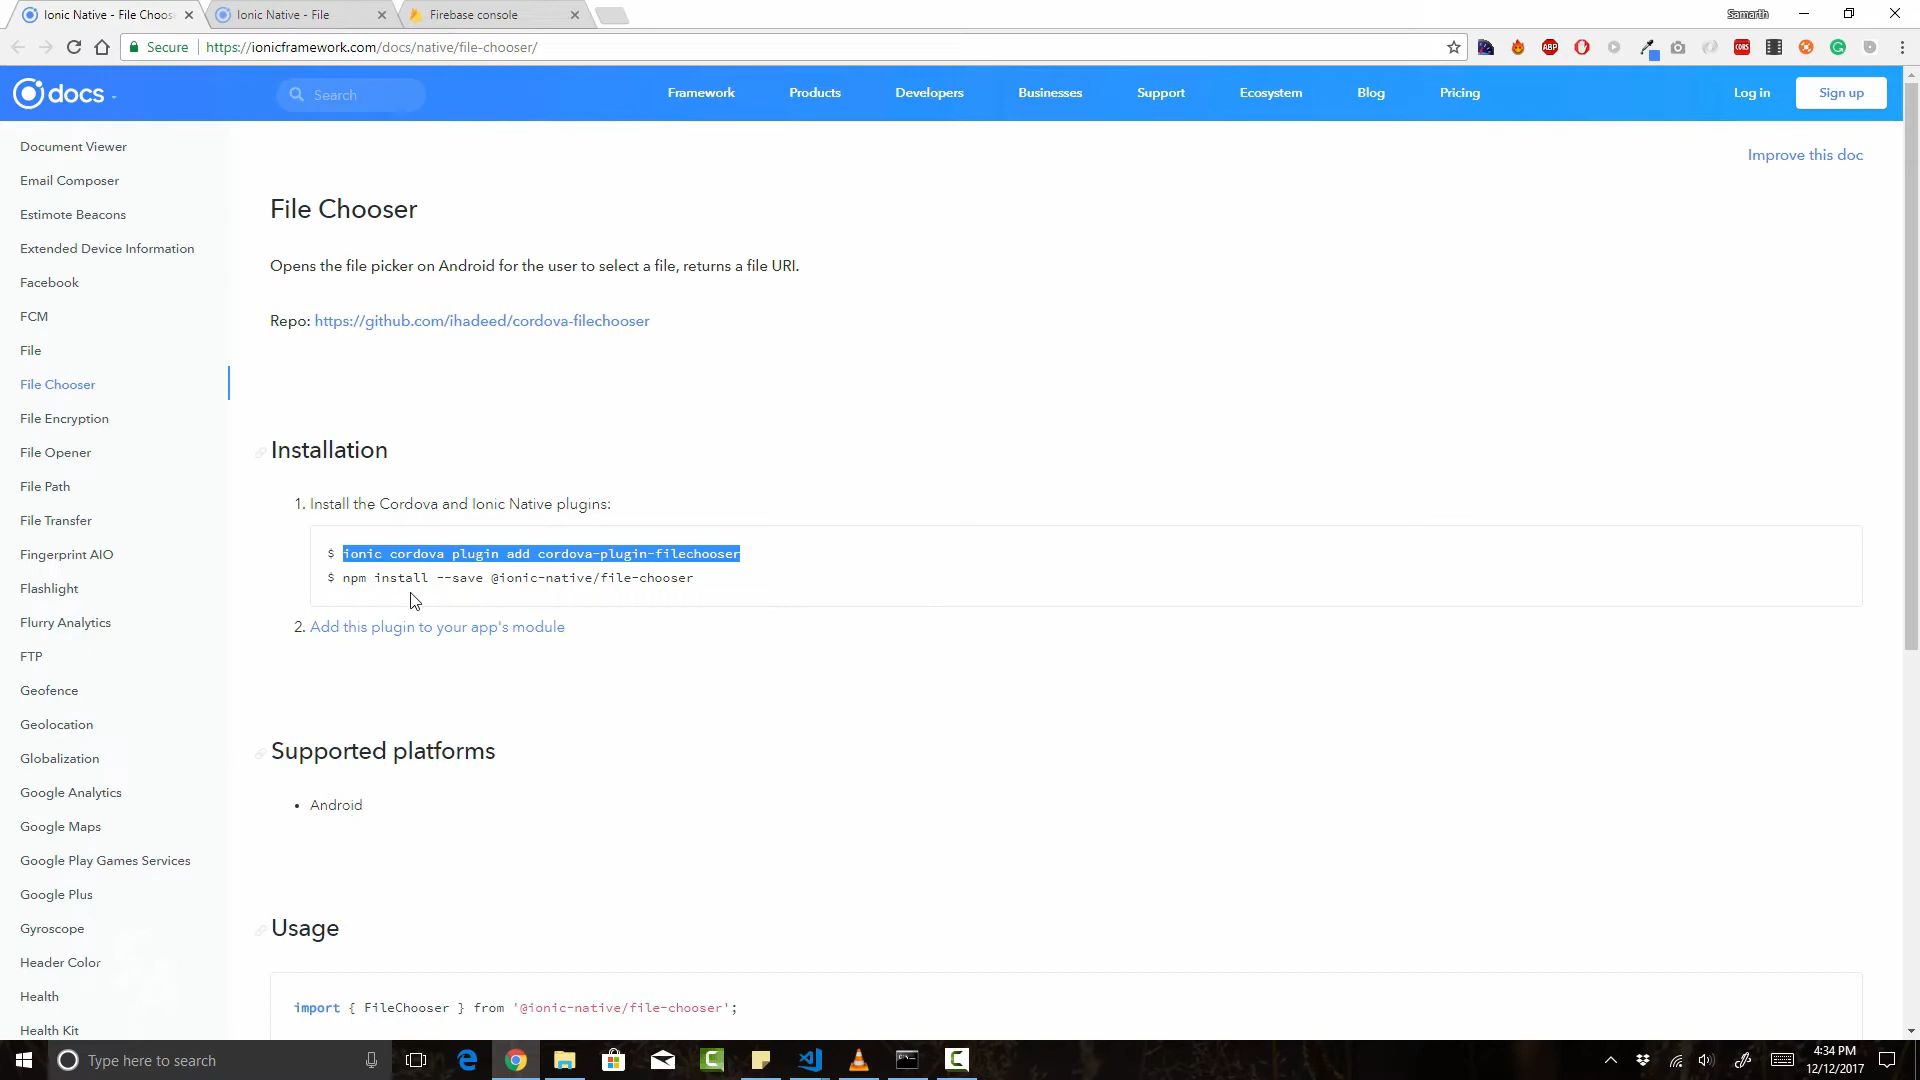 Ionic Native - File Choos
Ionic Native - File
Firebase console
Samarth
Secure
https://ionicframework.com/docs/native/file-chooser/
ABP
CORS
docs
Search
Framework
Products
Developers
Businesses
Support
Ecosystem
Blog
Pricing
Log in
Sign up
Document Viewer
Email Composer
Estimote Beacons
Extended Device Information
Facebook
FCM
File
File Chooser
File Encryption
File Opener
File Path
File Transfer
Fingerprint AIO
Flashlight
Flurry Analytics
FTP
Geofence
Geolocation
Globalization
Google Analytics
Google Maps
Google Play Games Services
Google Plus
Gyroscope
Header Color
Health
Health Kit
Improve this doc
File Chooser
Opens the file picker on Android for the user to select a file, returns a file URI.
Repo: https://github.com/ihadeed/cordova-filechooser
Installation
1. Install the Cordova and Ionic Native plugins:
$ ionic cordova plugin add cordova-plugin-filechooser
$ npm install --save @ionic-native/file-chooser
2. Add this plugin to your app's module
Supported platforms
• Android
Usage
import { FileChooser } from '@ionic-native/file-chooser';
Type here to search
4:34 PM
12/12/2017